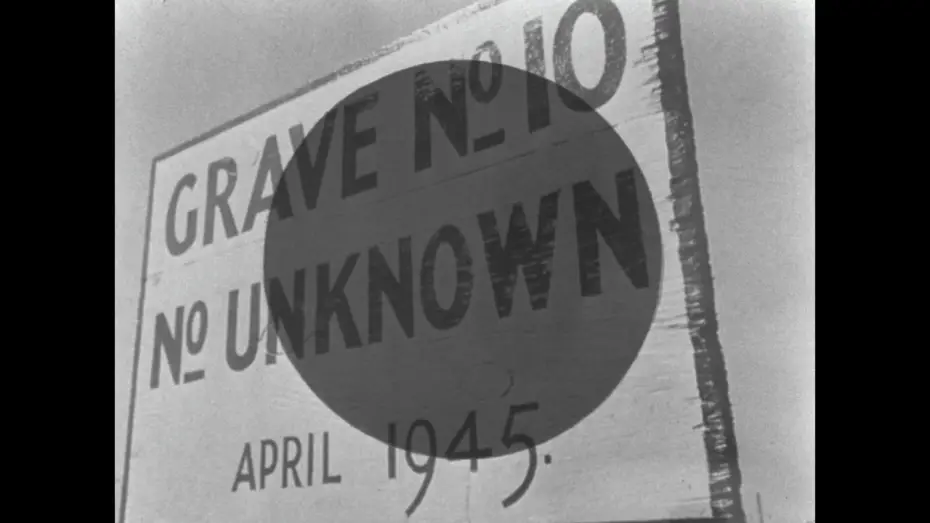 GRAVE No 10
No UNKNOWN
APRIL 1945.